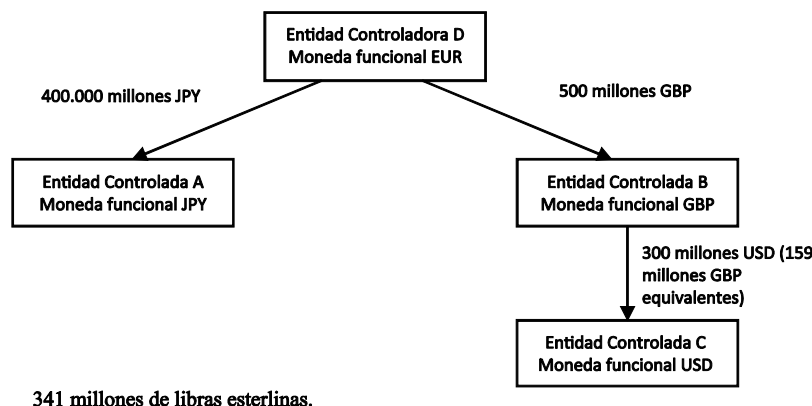 Entidad Controladora D
Moneda funcional EUR
400.000 millones JPY
500 millones GBP
Entidad Controlada A
Moneda funcional JPY
Entidad Controlada B
Moneda funcional GBP
300 millones USD (159
millones GBP
equivalentes)
Entidad Controlada C
Moneda funcional USD
341 millones de libras esterlinas.